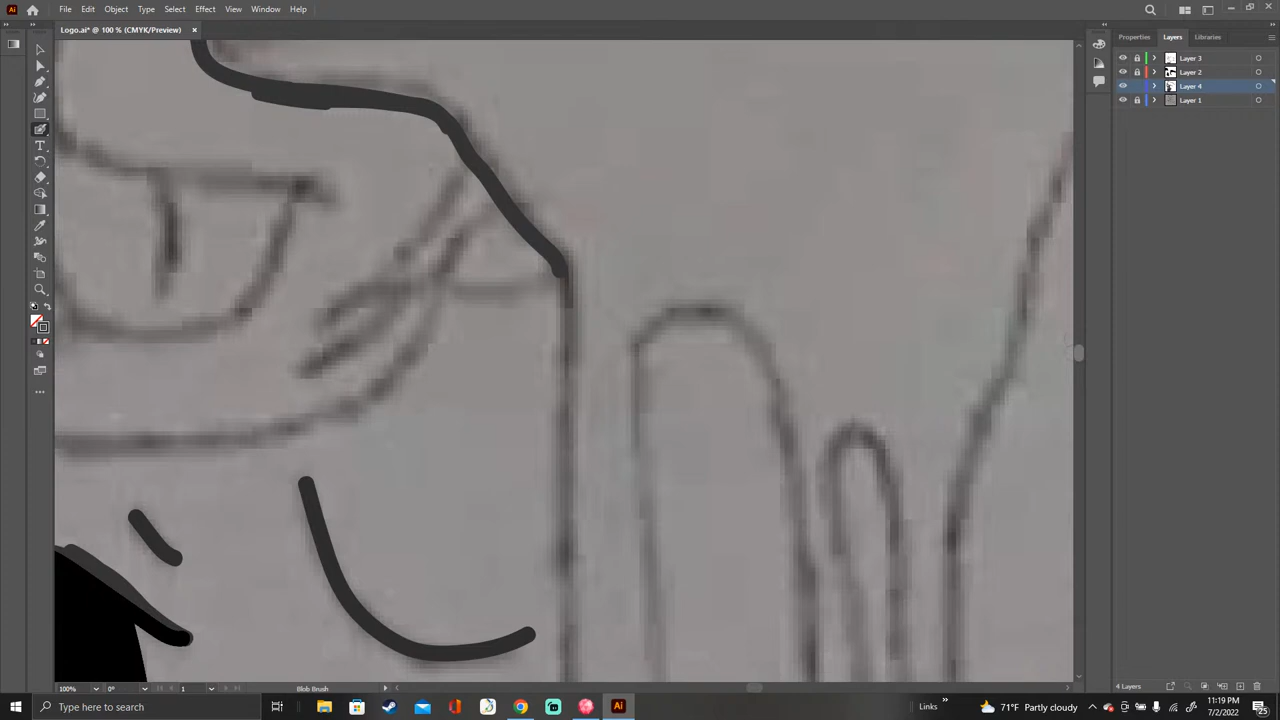 File Edit Object Type Select Effect View Window Help
Logo.ai* @ 100 % (CMYK/Preview) ×
Properties Layers Libraries
Layer 3
Layer 2
Layer 4
Layer 1
4 Layers
100% 0° 1 Blob Brush
Type here to search
Links
71°F Partly cloudy
11:19 PM
7/2/2022